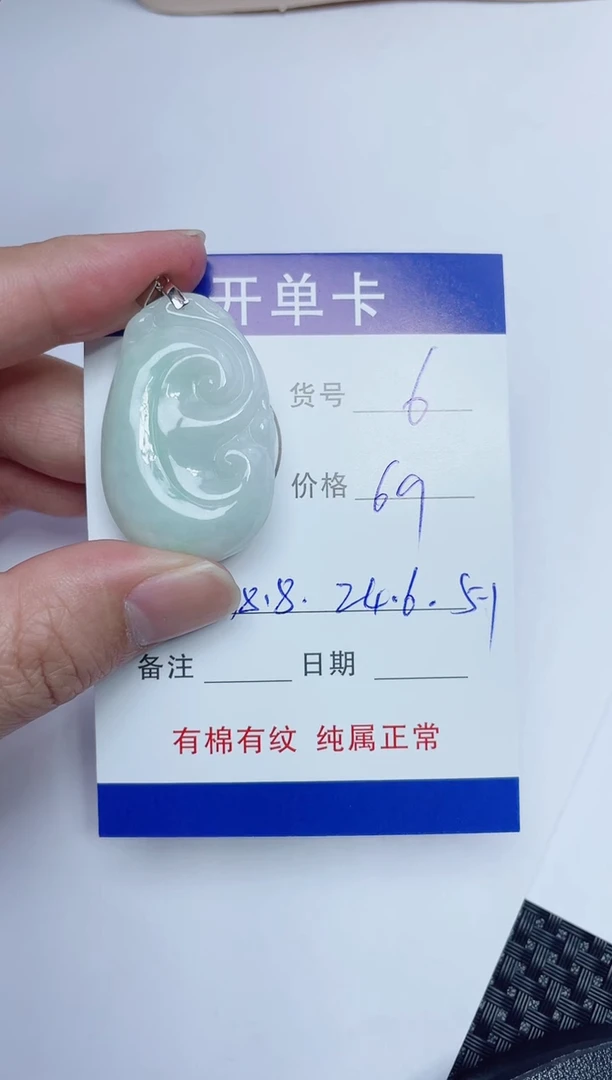 开单卡
货号 6
价格 69
8.8. 24.6. 5.1
备注 日期
有棉有纹 纯属正常